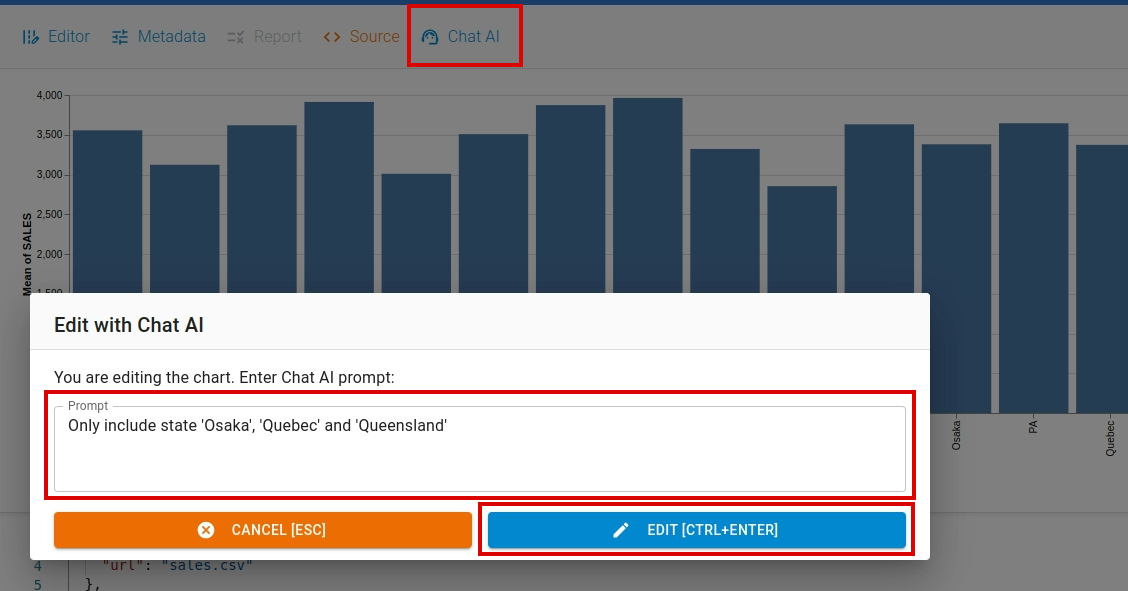 Editor Metadata Report Source Chat AI
4,000
3,500
3,000
2,500
2,000
1,500
Mean of SALES
Osaka
PA
Quebec
Edit with Chat AI
You are editing the chart. Enter Chat AI prompt:
Prompt
Only include state 'Osaka', 'Quebec' and 'Queensland'
CANCEL [ESC] EDIT [CTRL+ENTER]
4 "url": "sales.csv"
5 },